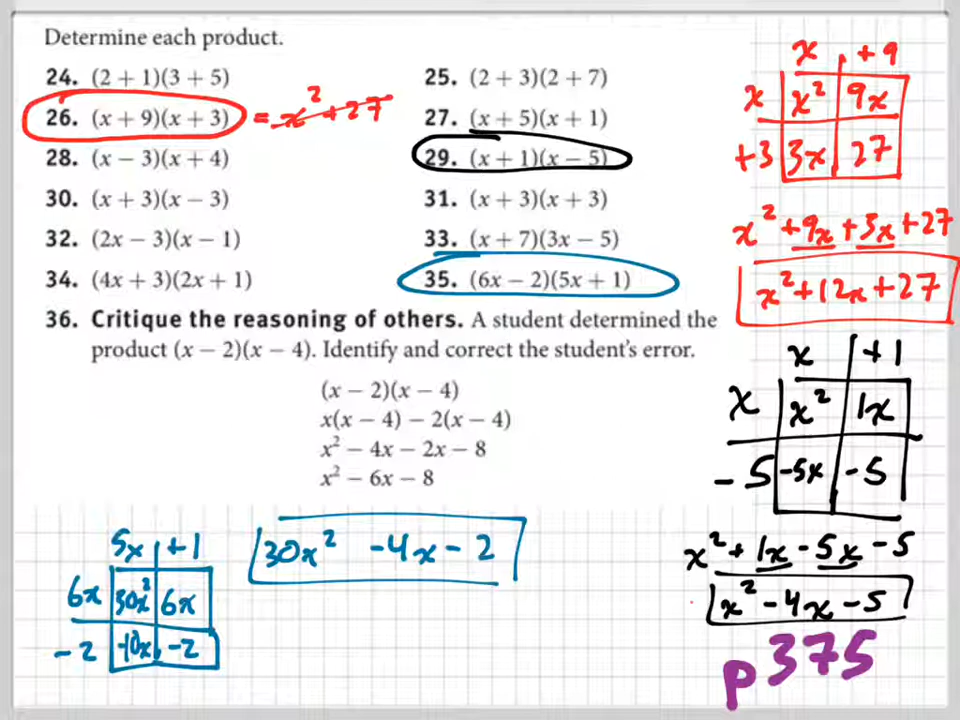 Determine each product.
24. (2 + 1)(3 + 5)
25. (2 + 3)(2 + 7)
26. (x + 9)(x + 3) = x² + 27
27. (x + 5)(x + 1)
28. (x − 3)(x + 4)
29. (x + 1)(x − 5)
30. (x + 3)(x − 3)
31. (x + 3)(x + 3)
32. (2x − 3)(x − 1)
33. (x + 7)(3x − 5)
34. (4x + 3)(2x + 1)
35. (6x − 2)(5x + 1)
36. Critique the reasoning of others. A student determined the
product (x − 2)(x − 4). Identify and correct the student's error.
(x − 2)(x − 4)
x(x − 4) − 2(x − 4)
x² − 4x − 2x − 8
x² − 6x − 8
x +9
x x² 9x
+3 3x 27
x² + 9x + 3x + 27
x² + 12x + 27
x +1
x x² 1x
−5 −5x −5
x² + 1x − 5x − 5
x² − 4x − 5
5x +1
6x 30x² 6x
−2 −10x −2
30x² − 4x − 2
p375